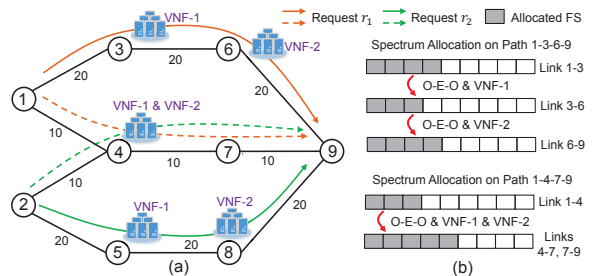 Request r1
Request r2
Allocated FS
VNF-1
VNF-2
3
20
6
20
20
1
VNF-1 & VNF-2
10
4
10
7
10
9
10
2
VNF-1
VNF-2
20
5
20
8
20
(a)
Spectrum Allocation on Path 1-3-6-9
Link 1-3
O-E-O & VNF-1
Link 3-6
O-E-O & VNF-2
Link 6-9
Spectrum Allocation on Path 1-4-7-9
Link 1-4
O-E-O & VNF-1 & VNF-2
Links
4-7, 7-9
(b)